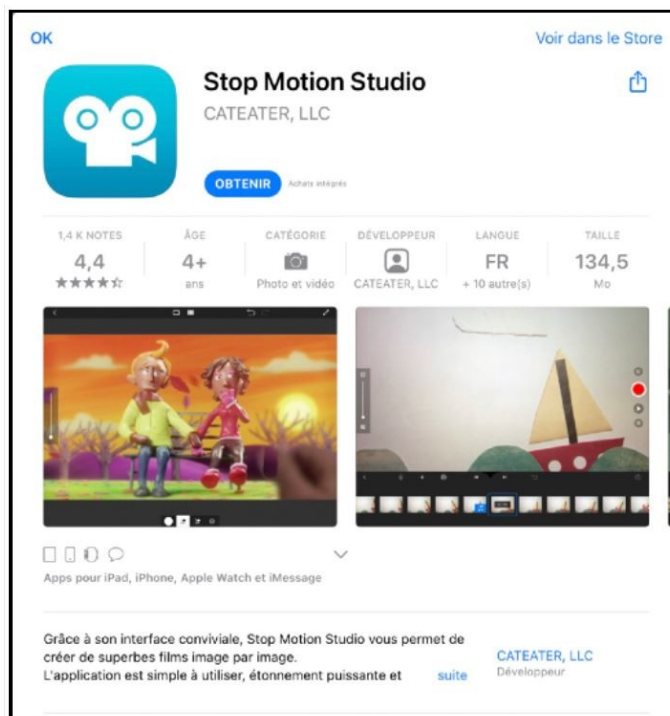 OK
Voir dans le Store
Stop Motion Studio
CATEATER, LLC
OBTENIR
Achats intégrés
1,4 K NOTES
ÂGE
CATÉGORIE
DÉVELOPPEUR
LANGUE
TAILLE
4,4
4+
FR
134,5
ans
Photo et vidéo
CATEATER, LLC
+ 10 autre(s)
Mo
Apps pour iPad, iPhone, Apple Watch et iMessage
Grâce à son interface conviviale, Stop Motion Studio vous permet de
créer de superbes films image par image.
L'application est simple à utiliser, étonnement puissante et
suite
CATEATER, LLC
Développeur